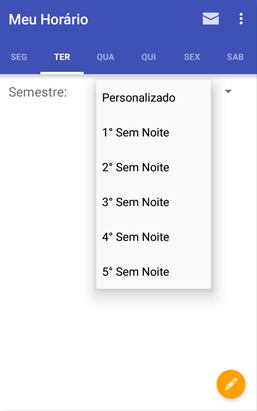 Meu Horário
SEG TER QUA QUI SEX SAB
Semestre:
Personalizado
1° Sem Noite
2° Sem Noite
3° Sem Noite
4° Sem Noite
5° Sem Noite